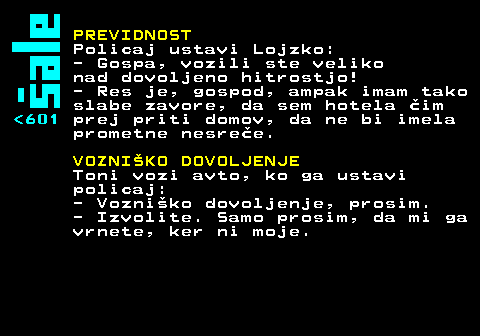 Šale
<601
PREVIDNOST
Policaj ustavi Lojzko:
- Gospa, vozili ste veliko
nad dovoljeno hitrostjo!
- Res je, gospod, ampak imam tako
slabe zavore, da sem hotela čim
prej priti domov, da ne bi imela
prometne nesreče.
VOZNIŠKO DOVOLJENJE
Toni vozi avto, ko ga ustavi
policaj:
- Vozniško dovoljenje, prosim.
- Izvolite. Samo prosim, da mi ga
vrnete, ker ni moje.